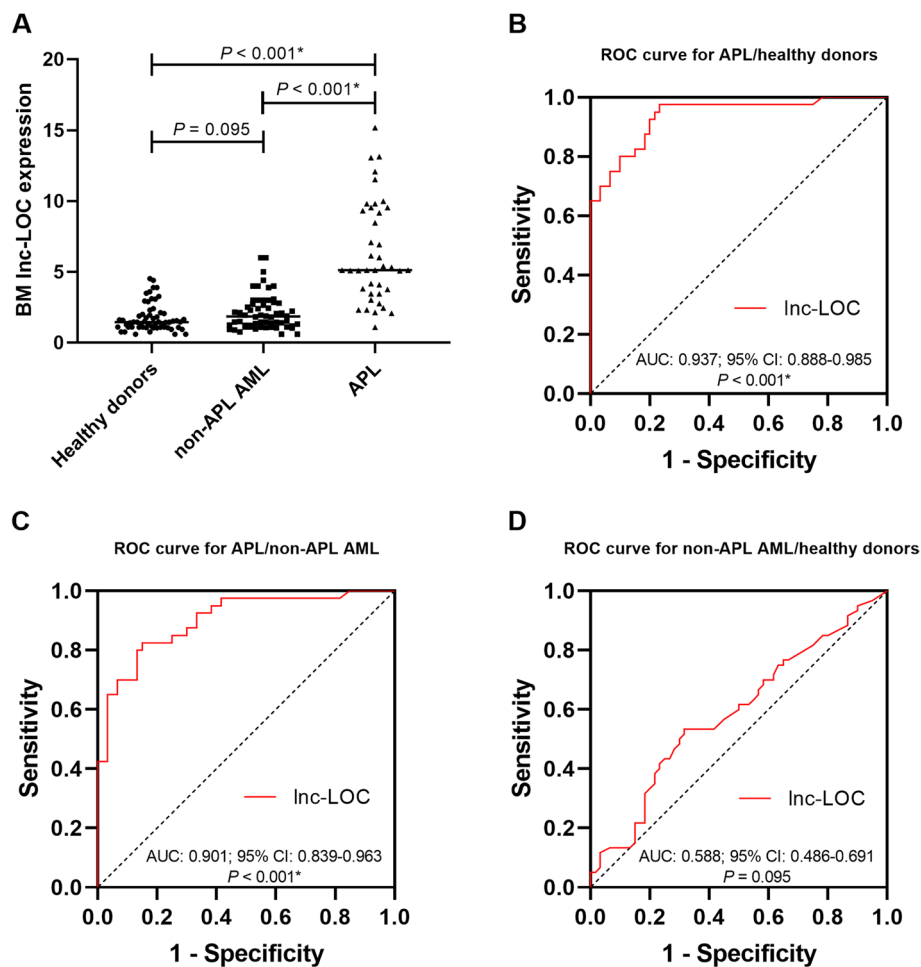 A
P < 0.001*
P < 0.001*
P = 0.095
20
15
10
5
0
BM lnc-LOC expression
Healthy donors
non-APL AML
APL
B
ROC curve for APL/healthy donors
1.0
0.8
0.6
0.4
0.2
0.0
Sensitivity
lnc-LOC
AUC: 0.937; 95% CI: 0.888-0.985
P < 0.001*
0.0 0.2 0.4 0.6 0.8 1.0
1 - Specificity
C
ROC curve for APL/non-APL AML
1.0
0.8
0.6
0.4
0.2
0.0
Sensitivity
lnc-LOC
AUC: 0.901; 95% CI: 0.839-0.963
P < 0.001*
0.0 0.2 0.4 0.6 0.8 1.0
1 - Specificity
D
ROC curve for non-APL AML/healthy donors
1.0
0.8
0.6
0.4
0.2
0.0
Sensitivity
lnc-LOC
AUC: 0.588; 95% CI: 0.486-0.691
P = 0.095
0.0 0.2 0.4 0.6 0.8 1.0
1 - Specificity